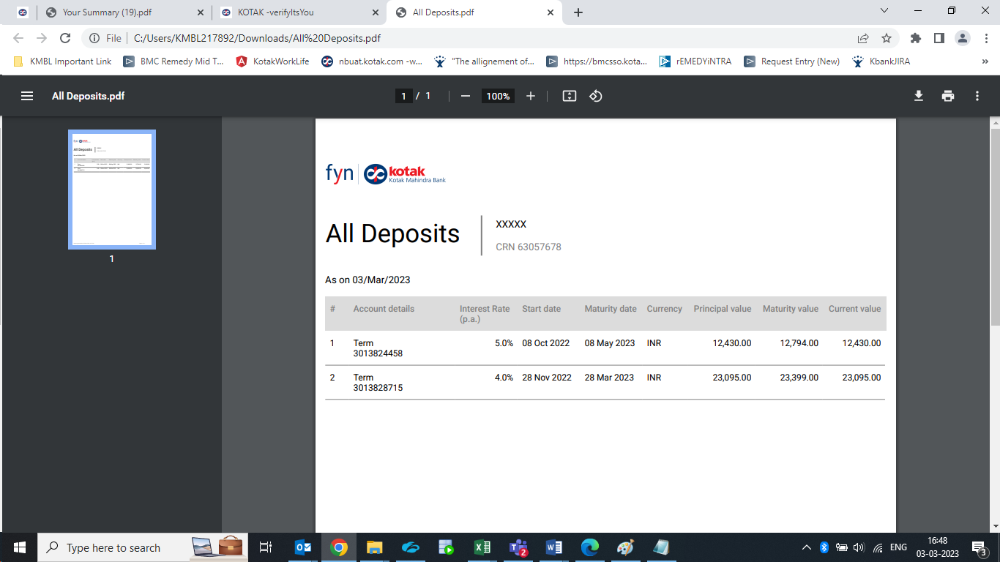 Your Summary (19).pdf
KOTAK -verifyItsYou
All Deposits.pdf
File
C:/Users/KMBL217892/Downloads/All%20Deposits.pdf
KMBL Important Link
BMC Remedy Mid T...
KotakWorkLife
nbuat.kotak.com -w...
"The allignement of...
https://bmcsso.kota...
rEMEDYiNTRA
Request Entry (New)
KbankJIRA
»
All Deposits.pdf
1 / 1
100%
1
fyn kotak
Kotak Mahindra Bank
All Deposits
XXXXX
CRN 63057678
As on 03/Mar/2023
# Account details Interest Rate Start date Maturity date Currency Principal value Maturity value Current value
(p.a.)
1 Term 5.0% 08 Oct 2022 08 May 2023 INR 12,430.00 12,794.00 12,430.00
3013824458
2 Term 4.0% 28 Nov 2022 28 Mar 2023 INR 23,095.00 23,399.00 23,095.00
3013828715
Type here to search
2
ENG
16:48
03-03-2023
3